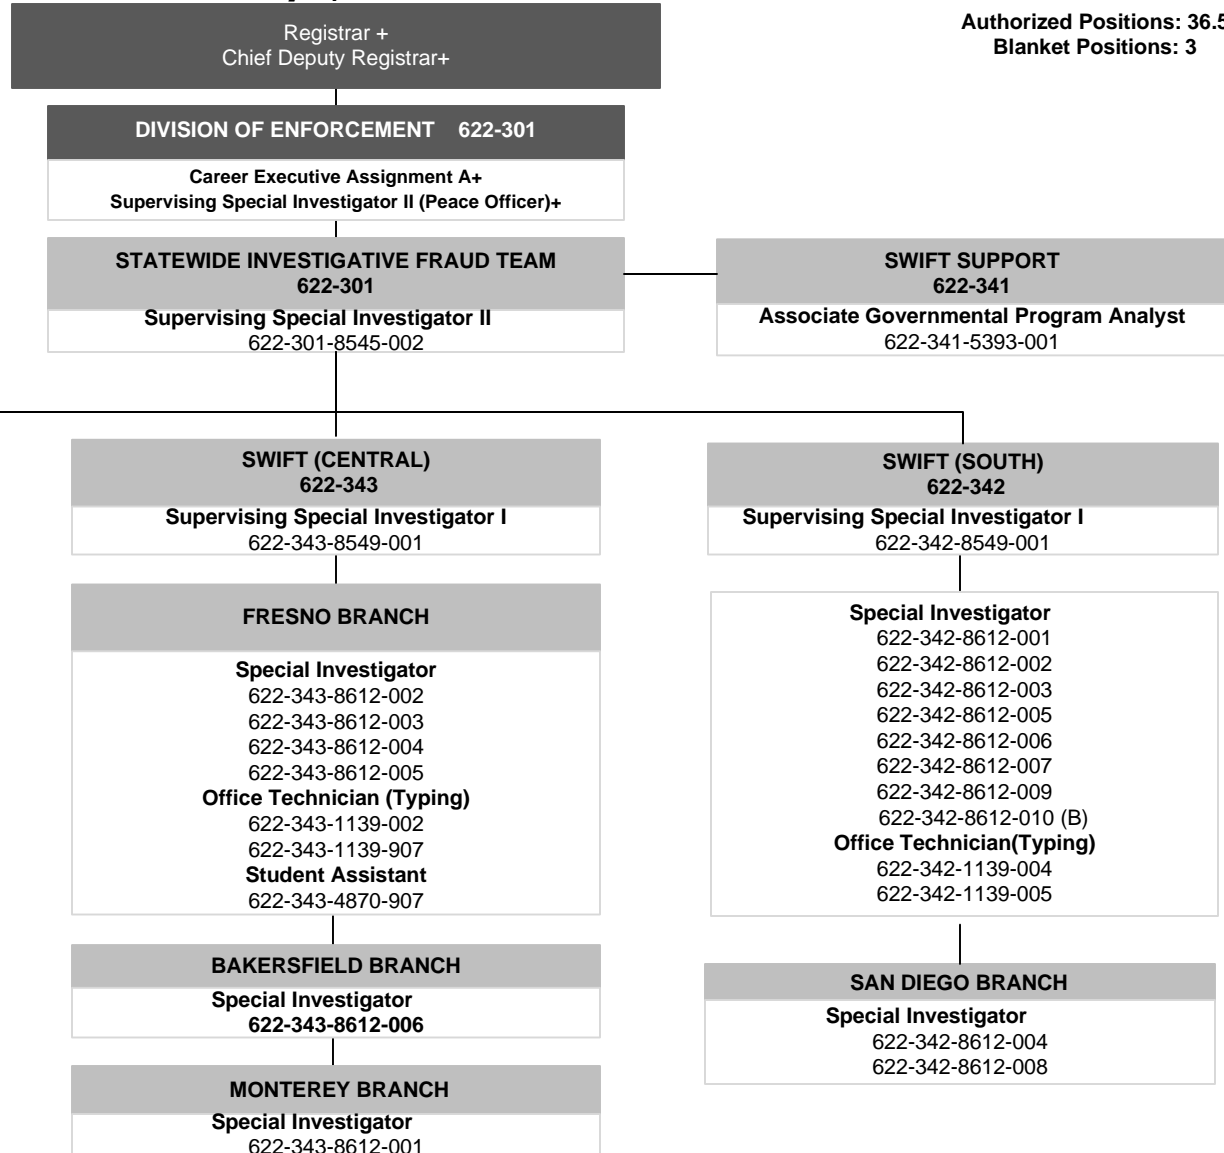 Registrar +
Chief Deputy Registrar+
Authorized Positions: 36.5
Blanket Positions: 3
DIVISION OF ENFORCEMENT 622-301
Career Executive Assignment A+
Supervising Special Investigator II (Peace Officer)+
STATEWIDE INVESTIGATIVE FRAUD TEAM
622-301
Supervising Special Investigator II
622-301-8545-002
SWIFT SUPPORT
622-341
Associate Governmental Program Analyst
622-341-5393-001
SWIFT (CENTRAL)
622-343
Supervising Special Investigator I
622-343-8549-001
FRESNO BRANCH
Special Investigator
622-343-8612-002
622-343-8612-003
622-343-8612-004
622-343-8612-005
Office Technician (Typing)
622-343-1139-002
622-343-1139-907
Student Assistant
622-343-4870-907
BAKERSFIELD BRANCH
Special Investigator
622-343-8612-006
MONTEREY BRANCH
Special Investigator
622-343-8612-001
SWIFT (SOUTH)
622-342
Supervising Special Investigator I
622-342-8549-001
Special Investigator
622-342-8612-001
622-342-8612-002
622-342-8612-003
622-342-8612-005
622-342-8612-006
622-342-8612-007
622-342-8612-009
622-342-8612-010 (B)
Office Technician(Typing)
622-342-1139-004
622-342-1139-005
SAN DIEGO BRANCH
Special Investigator
622-342-8612-004
622-342-8612-008